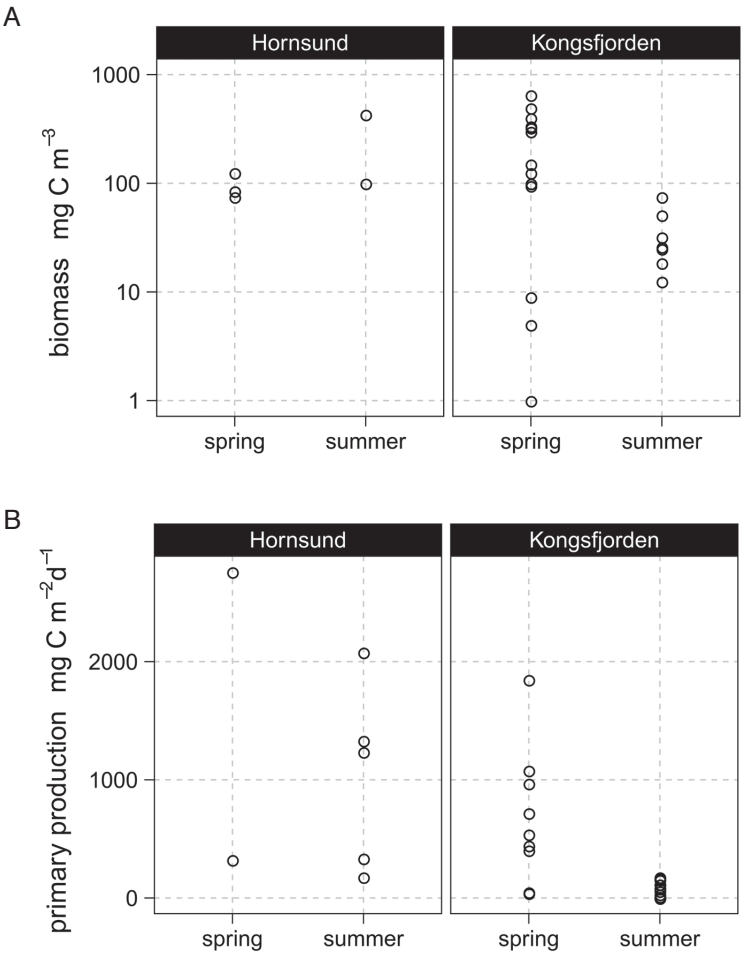 A
Hornsund Kongsfjorden
biomass mg C m⁻³
1000
100
10
1
spring summer spring summer
B
Hornsund Kongsfjorden
primary production mg C m⁻²d⁻¹
2000
1000
0
spring summer spring summer